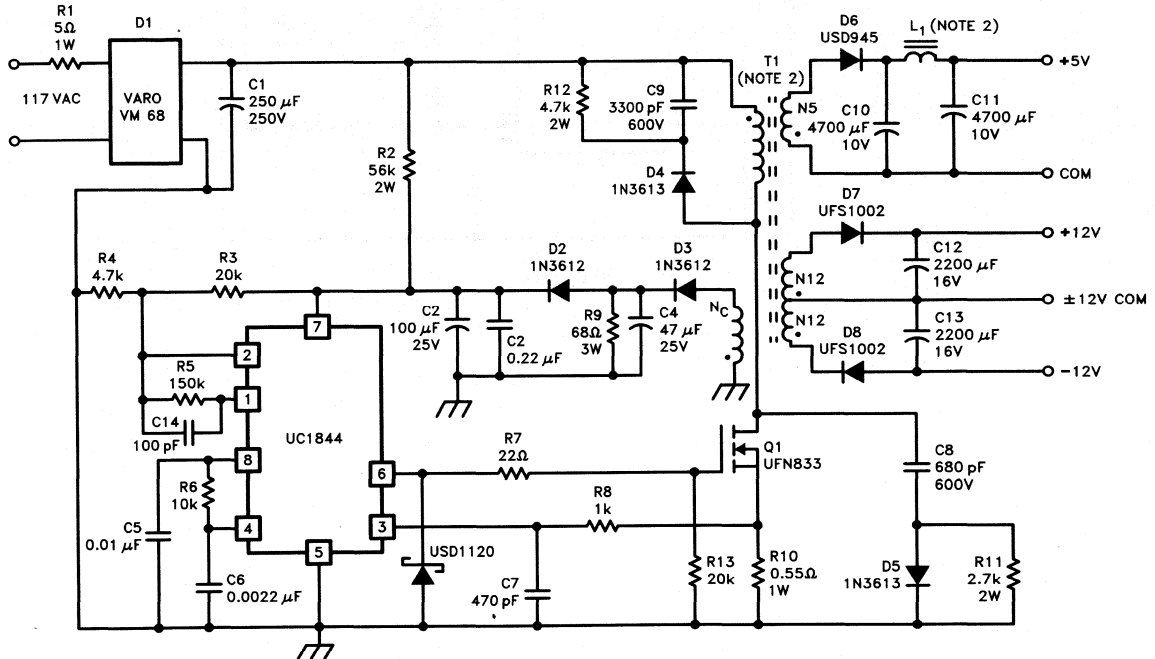 R1
5Ω
1W
D1
VARO
VM 68
117 VAC
C1
250 μF
250V
R2
56k
2W
R12
4.7k
2W
C9
3300 pF
600V
D4
1N3613
T1
(NOTE 2)
D6
USD945
L1 (NOTE 2)
+5V
N5
C10
4700 μF
10V
C11
4700 μF
10V
COM
D7
UFS1002
+12V
N12
C12
2200 μF
16V
±12V COM
N12
C13
2200 μF
16V
D8
UFS1002
-12V
R4
4.7k
R3
20k
D2
1N3612
D3
1N3612
NC
C2
100 μF
25V
C2
0.22 μF
R9
68Ω
3W
C4
47 μF
25V
7
2
R5
150k
1
C14
100 pF
UC1844
8
R6
10k
6
R7
22Ω
Q1
UFN833
C8
680 pF
600V
4
3
R8
1k
C5
0.01 μF
5
USD1120
C6
0.0022 μF
C7
470 pF
R13
20k
R10
0.55Ω
1W
D5
1N3613
R11
2.7k
2W